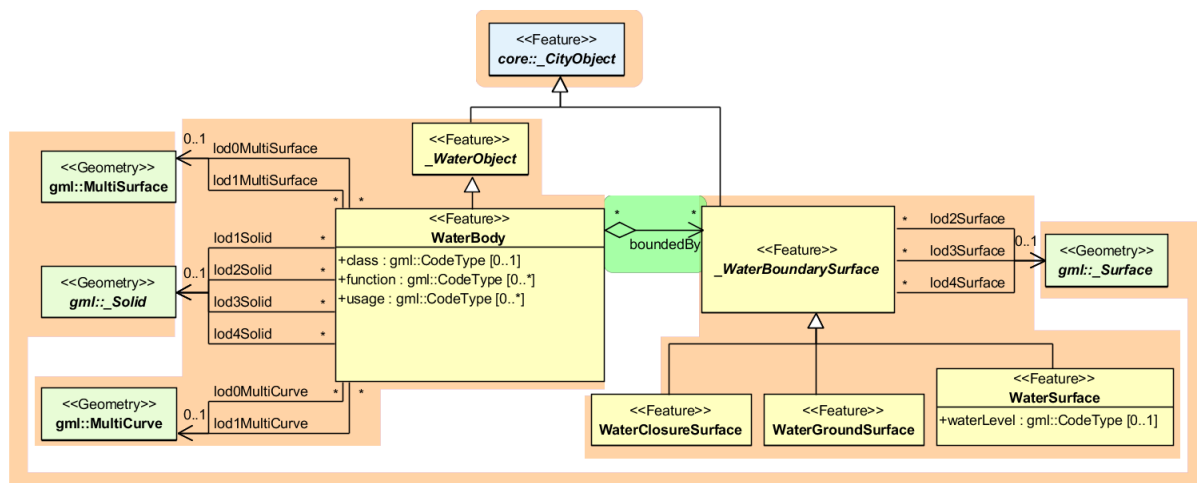 <<Feature>>
core::_CityObject
<<Feature>>
_WaterObject
<<Geometry>>
gml::MultiSurface
0..1
lod0MultiSurface
lod1MultiSurface
*
*
<<Feature>>
WaterBody
+class : gml::CodeType [0..1]
+function : gml::CodeType [0..*]
+usage : gml::CodeType [0..*]
<<Geometry>>
gml::_Solid
0..1
lod1Solid
*
lod2Solid
*
lod3Solid
*
lod4Solid
*
<<Geometry>>
gml::MultiCurve
0..1
lod0MultiCurve
lod1MultiCurve
*
*
*
*
boundedBy
<<Feature>>
_WaterBoundarySurface
*
lod2Surface
*
lod3Surface
*
lod4Surface
0..1
<<Geometry>>
gml::_Surface
<<Feature>>
WaterClosureSurface
<<Feature>>
WaterGroundSurface
<<Feature>>
WaterSurface
+waterLevel : gml::CodeType [0..1]